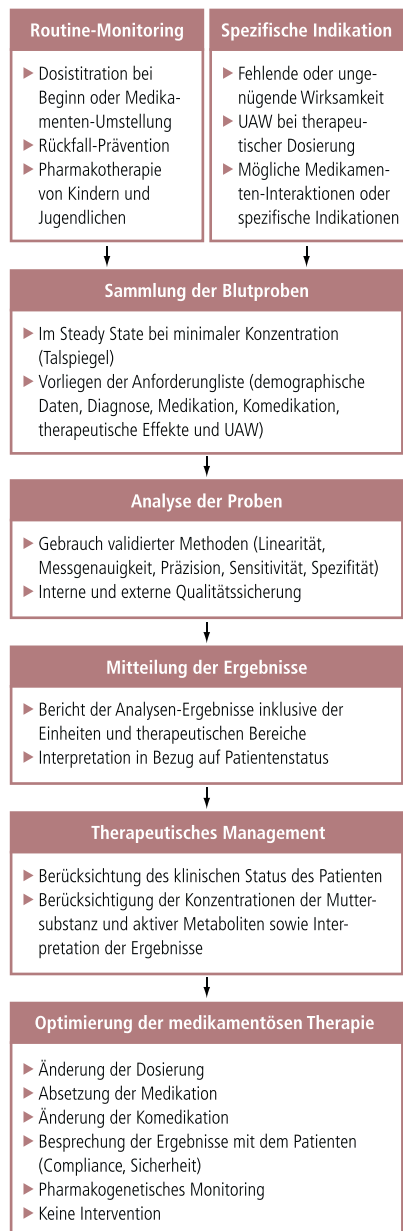 Routine-Monitoring
▶ Dosistitration bei
Beginn oder Medika-
menten-Umstellung
▶ Rückfall-Prävention
▶ Pharmakotherapie
von Kindern und
Jugendlichen
Spezifische Indikation
▶ Fehlende oder unge-
nügende Wirksamkeit
▶ UAW bei therapeu-
tischer Dosierung
▶ Mögliche Medikamen-
ten-Interaktionen oder
spezifische Indikationen
Sammlung der Blutproben
▶ Im Steady State bei minimaler Konzentration
(Talspiegel)
▶ Vorliegen der Anforderungliste (demographische
Daten, Diagnose, Medikation, Komedikation,
therapeutische Effekte und UAW)
Analyse der Proben
▶ Gebrauch validierter Methoden (Linearität,
Messgenauigkeit, Präzision, Sensitivität, Spezifität)
▶ Interne und externe Qualitätssicherung
Mitteilung der Ergebnisse
▶ Bericht der Analysen-Ergebnisse inklusive der
Einheiten und therapeutischen Bereiche
▶ Interpretation in Bezug auf Patientenstatus
Therapeutisches Management
▶ Berücksichtung des klinischen Status des Patienten
▶ Berücksichtigung der Konzentrationen der Mutter-
substanz und aktiver Metaboliten sowie Inter-
pretation der Ergebnisse
Optimierung der medikamentösen Therapie
▶ Änderung der Dosierung
▶ Absetzung der Medikation
▶ Änderung der Komedikation
▶ Besprechung der Ergebnisse mit dem Patienten
(Compliance, Sicherheit)
▶ Pharmakogenetisches Monitoring
▶ Keine Intervention